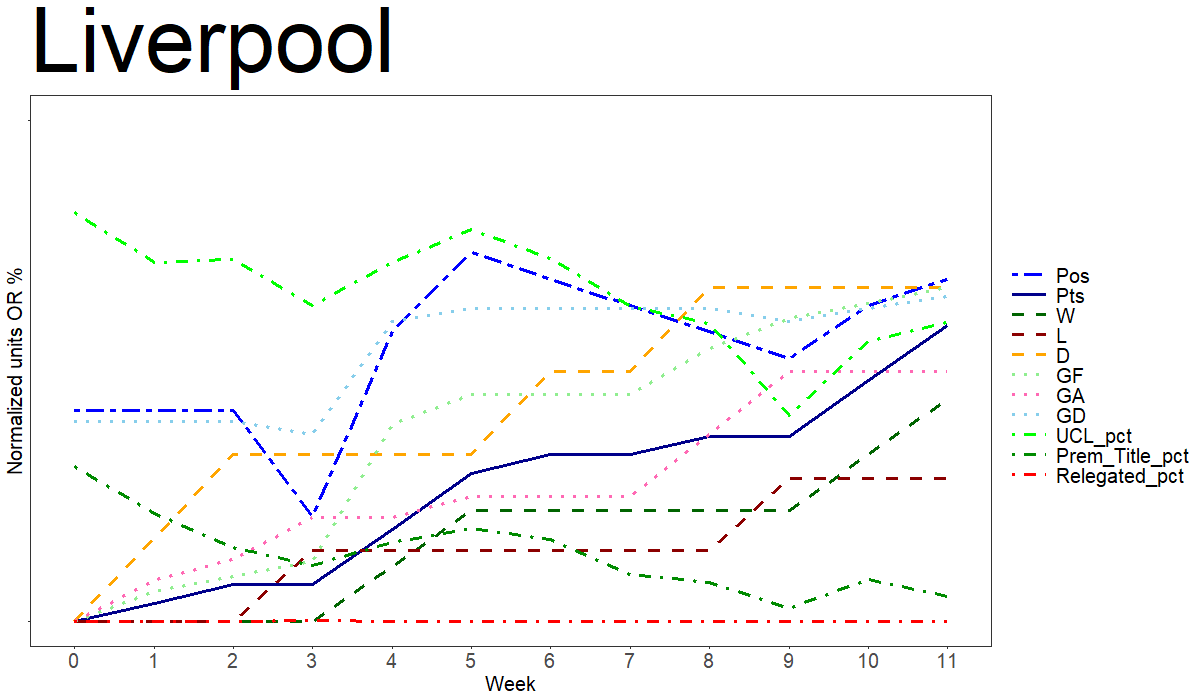 Liverpool
Normalized units OR %
Pos
Pts
W
L
D
GF
GA
GD
UCL_pct
Prem_Title_pct
Relegated_pct
0 1 2 3 4 5 6 7 8 9 10 11
Week